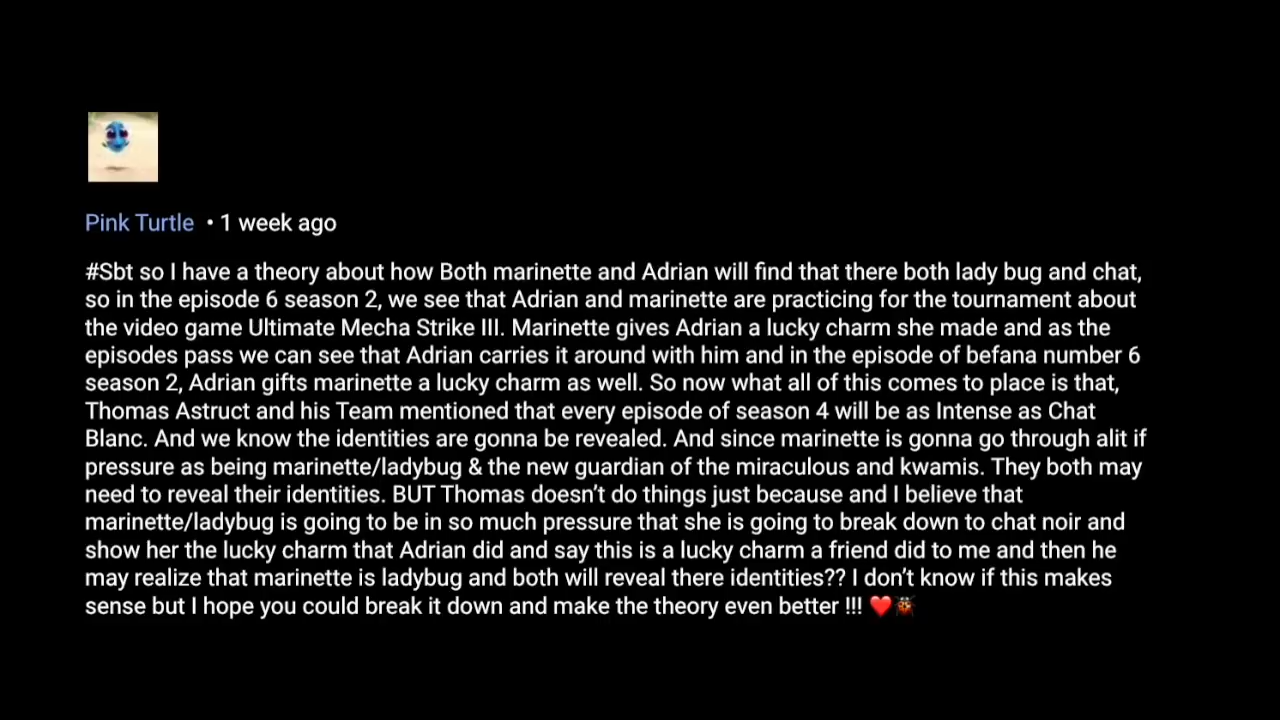 Pink Turtle • 1 week ago
#Sbt so I have a theory about how Both marinette and Adrian will find that there both lady bug and chat,
so in the episode 6 season 2, we see that Adrian and marinette are practicing for the tournament about
the video game Ultimate Mecha Strike III. Marinette gives Adrian a lucky charm she made and as the
episodes pass we can see that Adrian carries it around with him and in the episode of befana number 6
season 2, Adrian gifts marinette a lucky charm as well. So now what all of this comes to place is that,
Thomas Astruct and his Team mentioned that every episode of season 4 will be as Intense as Chat
Blanc. And we know the identities are gonna be revealed. And since marinette is gonna go through alit if
pressure as being marinette/ladybug & the new guardian of the miraculous and kwamis. They both may
need to reveal their identities. BUT Thomas doesn’t do things just because and I believe that
marinette/ladybug is going to be in so much pressure that she is going to break down to chat noir and
show her the lucky charm that Adrian did and say this is a lucky charm a friend did to me and then he
may realize that marinette is ladybug and both will reveal there identities?? I don’t know if this makes
sense but I hope you could break it down and make the theory even better !!! ❤️🐞